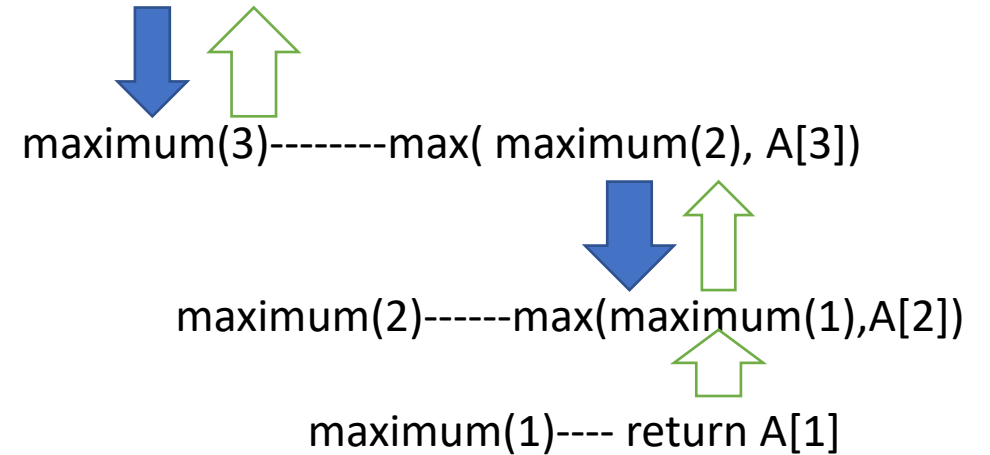 maximum(3)--------max( maximum(2), A[3])
maximum(2)------max(maximum(1),A[2])
maximum(1)---- return A[1]